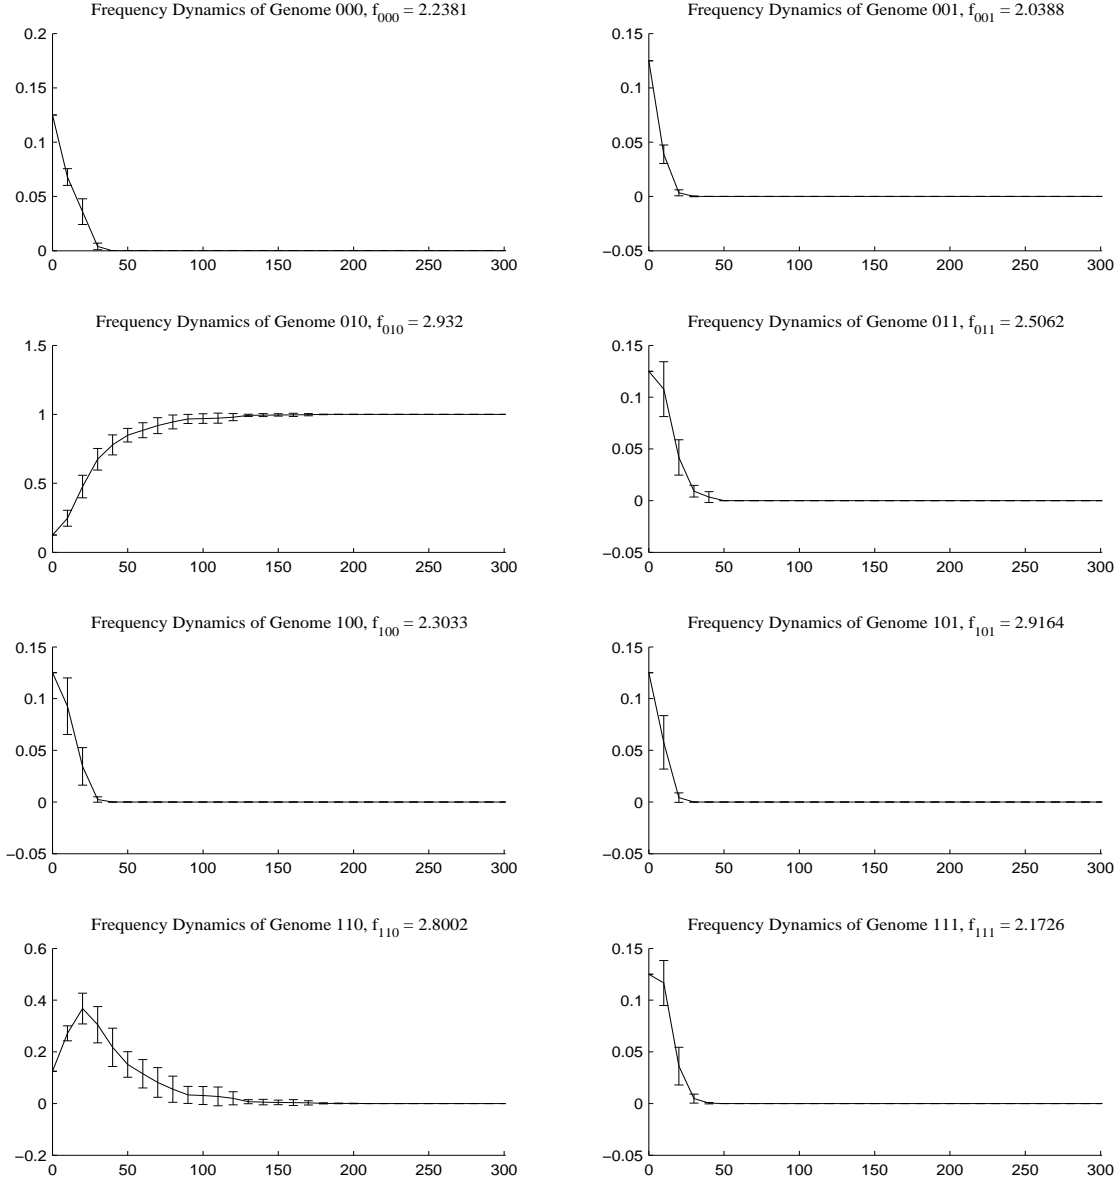 Frequency Dynamics of Genome 000, f000 = 2.2381
0.2
0.15
0.1
0.05
0
0 50 100 150 200 250 300
Frequency Dynamics of Genome 001, f001 = 2.0388
0.15
0.1
0.05
0
−0.05
0 50 100 150 200 250 300
Frequency Dynamics of Genome 010, f010 = 2.932
1.5
1
0.5
0
0 50 100 150 200 250 300
Frequency Dynamics of Genome 011, f011 = 2.5062
0.15
0.1
0.05
0
−0.05
0 50 100 150 200 250 300
Frequency Dynamics of Genome 100, f100 = 2.3033
0.15
0.1
0.05
0
−0.05
0 50 100 150 200 250 300
Frequency Dynamics of Genome 101, f101 = 2.9164
0.15
0.1
0.05
0
−0.05
0 50 100 150 200 250 300
Frequency Dynamics of Genome 110, f110 = 2.8002
0.6
0.4
0.2
0
−0.2
0 50 100 150 200 250 300
Frequency Dynamics of Genome 111, f111 = 2.1726
0.15
0.1
0.05
0
−0.05
0 50 100 150 200 250 300